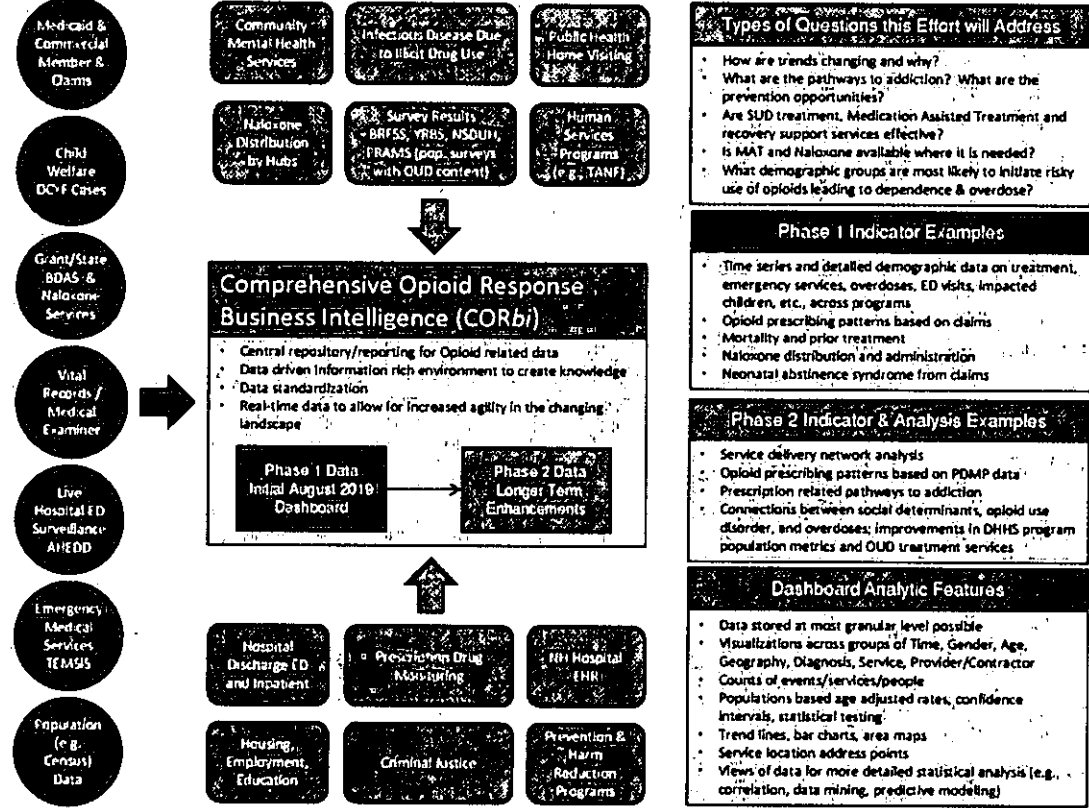 Medicaid &
Commercial
Member &
Claims
Child
Welfare
DCYF Cases
Grant/State
BDAS &
Naloxone
Services
Vital
Records /
Medical
Examiner
Live
Hospital ED
Surveillance
AHEDD
Emergency
Medical
Services
TEMSIS
Population
(e.g.
Census)
Data
Community
Mental Health
Services
Infectious Disease Due
to Illicit Drug Use
Public Health
Home Visiting
Naloxone
Distribution
by Hubs
Survey Results
BRFSS, YRBS, NSDUH,
PRAMS (pop. surveys
with OUD content)
Human
Services
Programs
(e.g., TANF)
Comprehensive Opioid Response
Business Intelligence (CORbi)
• Central repository/reporting for Opioid related data
• Data driven information rich environment to create knowledge
• Data standardization
• Real-time data to allow for increased agility in the changing
landscape
Phase 1 Data
Initial August 2019
Dashboard
Phase 2 Data
Longer Term
Enhancements
Hospital
Discharge ED
and Inpatient
Prescription Drug
Monitoring
NH Hospital
EHR
Housing,
Employment,
Education
Criminal Justice
Prevention &
Harm
Reduction
Programs
Types of Questions this Effort will Address
• How are trends changing and why?
• What are the pathways to addiction? What are the
prevention opportunities?
• Are SUD treatment, Medication Assisted Treatment and
recovery support services effective?
• Is MAT and Naloxone available where it is needed?
• What demographic groups are most likely to initiate risky
use of opioids leading to dependence & overdose?
Phase 1 Indicator Examples
• Time series and detailed demographic data on treatment,
emergency services, overdoses, ED visits, impacted
children, etc., across programs
• Opioid prescribing patterns based on claims
• Mortality and prior treatment
• Naloxone distribution and administration
• Neonatal abstinence syndrome from claims
Phase 2 Indicator & Analysis Examples
• Service delivery network analysis
• Opioid prescribing patterns based on PDMP data
• Prescription related pathways to addiction
• Connections between social determinants, opioid use
disorder, and overdoses; improvements in DHHS program
population metrics and OUD treatment services
Dashboard Analytic Features
• Data stored at most granular level possible
• Visualizations across groups of Time, Gender, Age,
Geography, Diagnosis, Service, Provider/Contractor
• Counts of events/services/people
• Populations based age adjusted rates, confidence
intervals, statistical testing
• Trend lines, bar charts, area maps
• Service location address points
• Views of data for more detailed statistical analysis (e.g.,
correlation, data mining, predictive modeling)